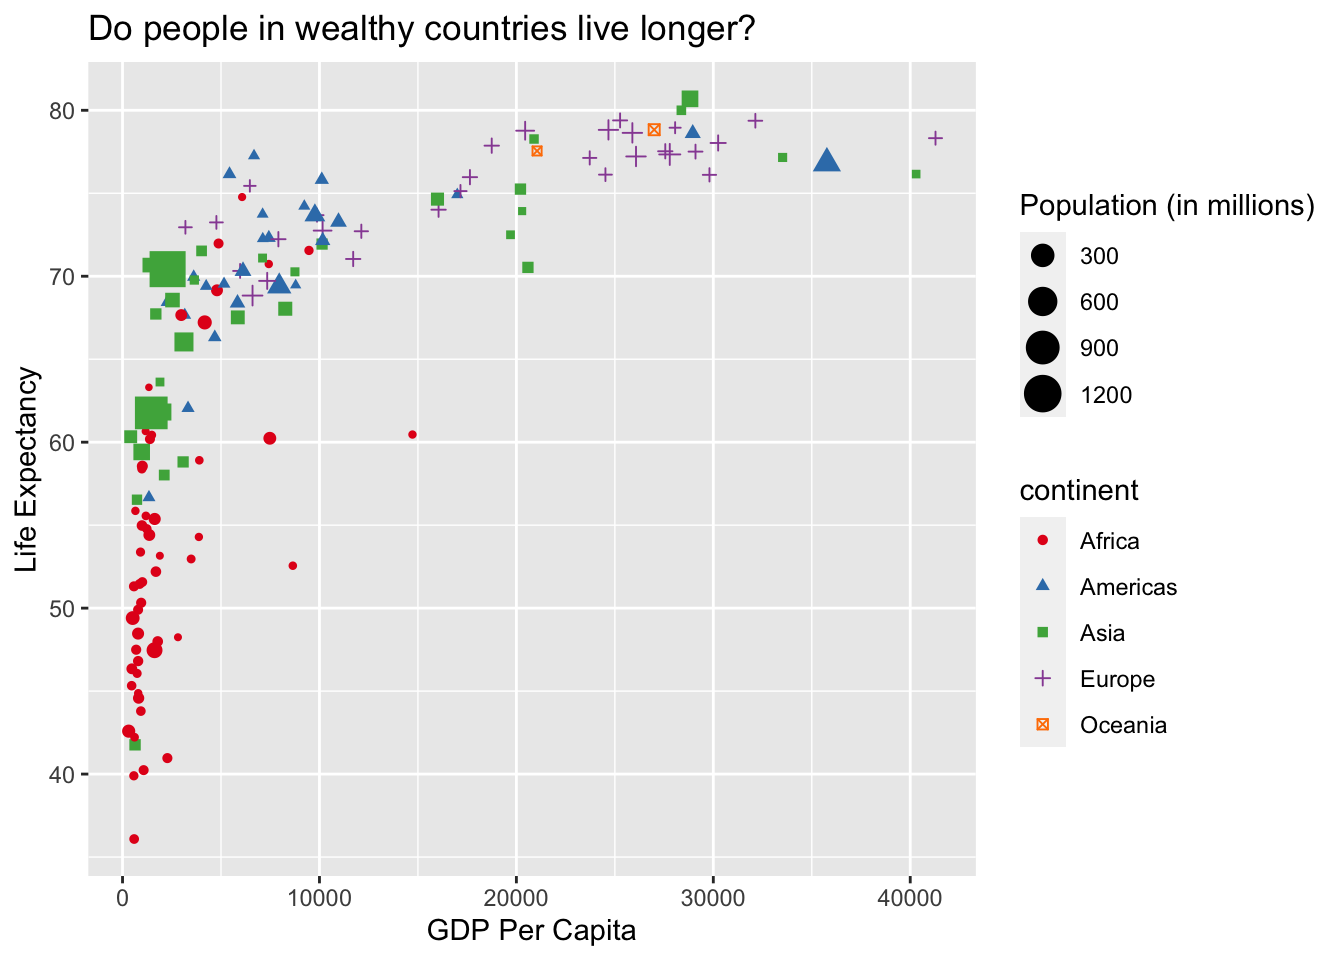 Do people in wealthy countries live longer?
80
70
60
50
40
Life Expectancy
0
10000
20000
30000
40000
GDP Per Capita
Population (in millions)
300
600
900
1200
continent
Africa
Americas
Asia
Europe
Oceania